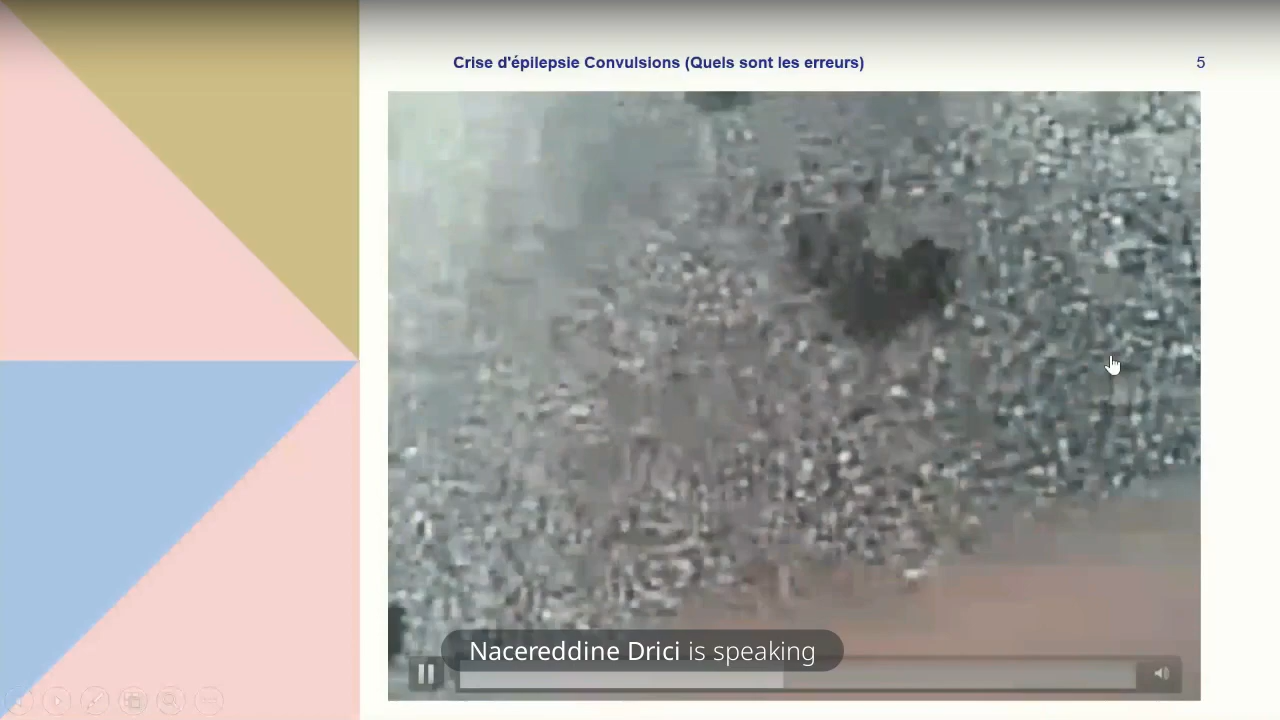 Crise d'épilepsie Convulsions (Quels sont les erreurs)
5
Nacereddine Drici is speaking